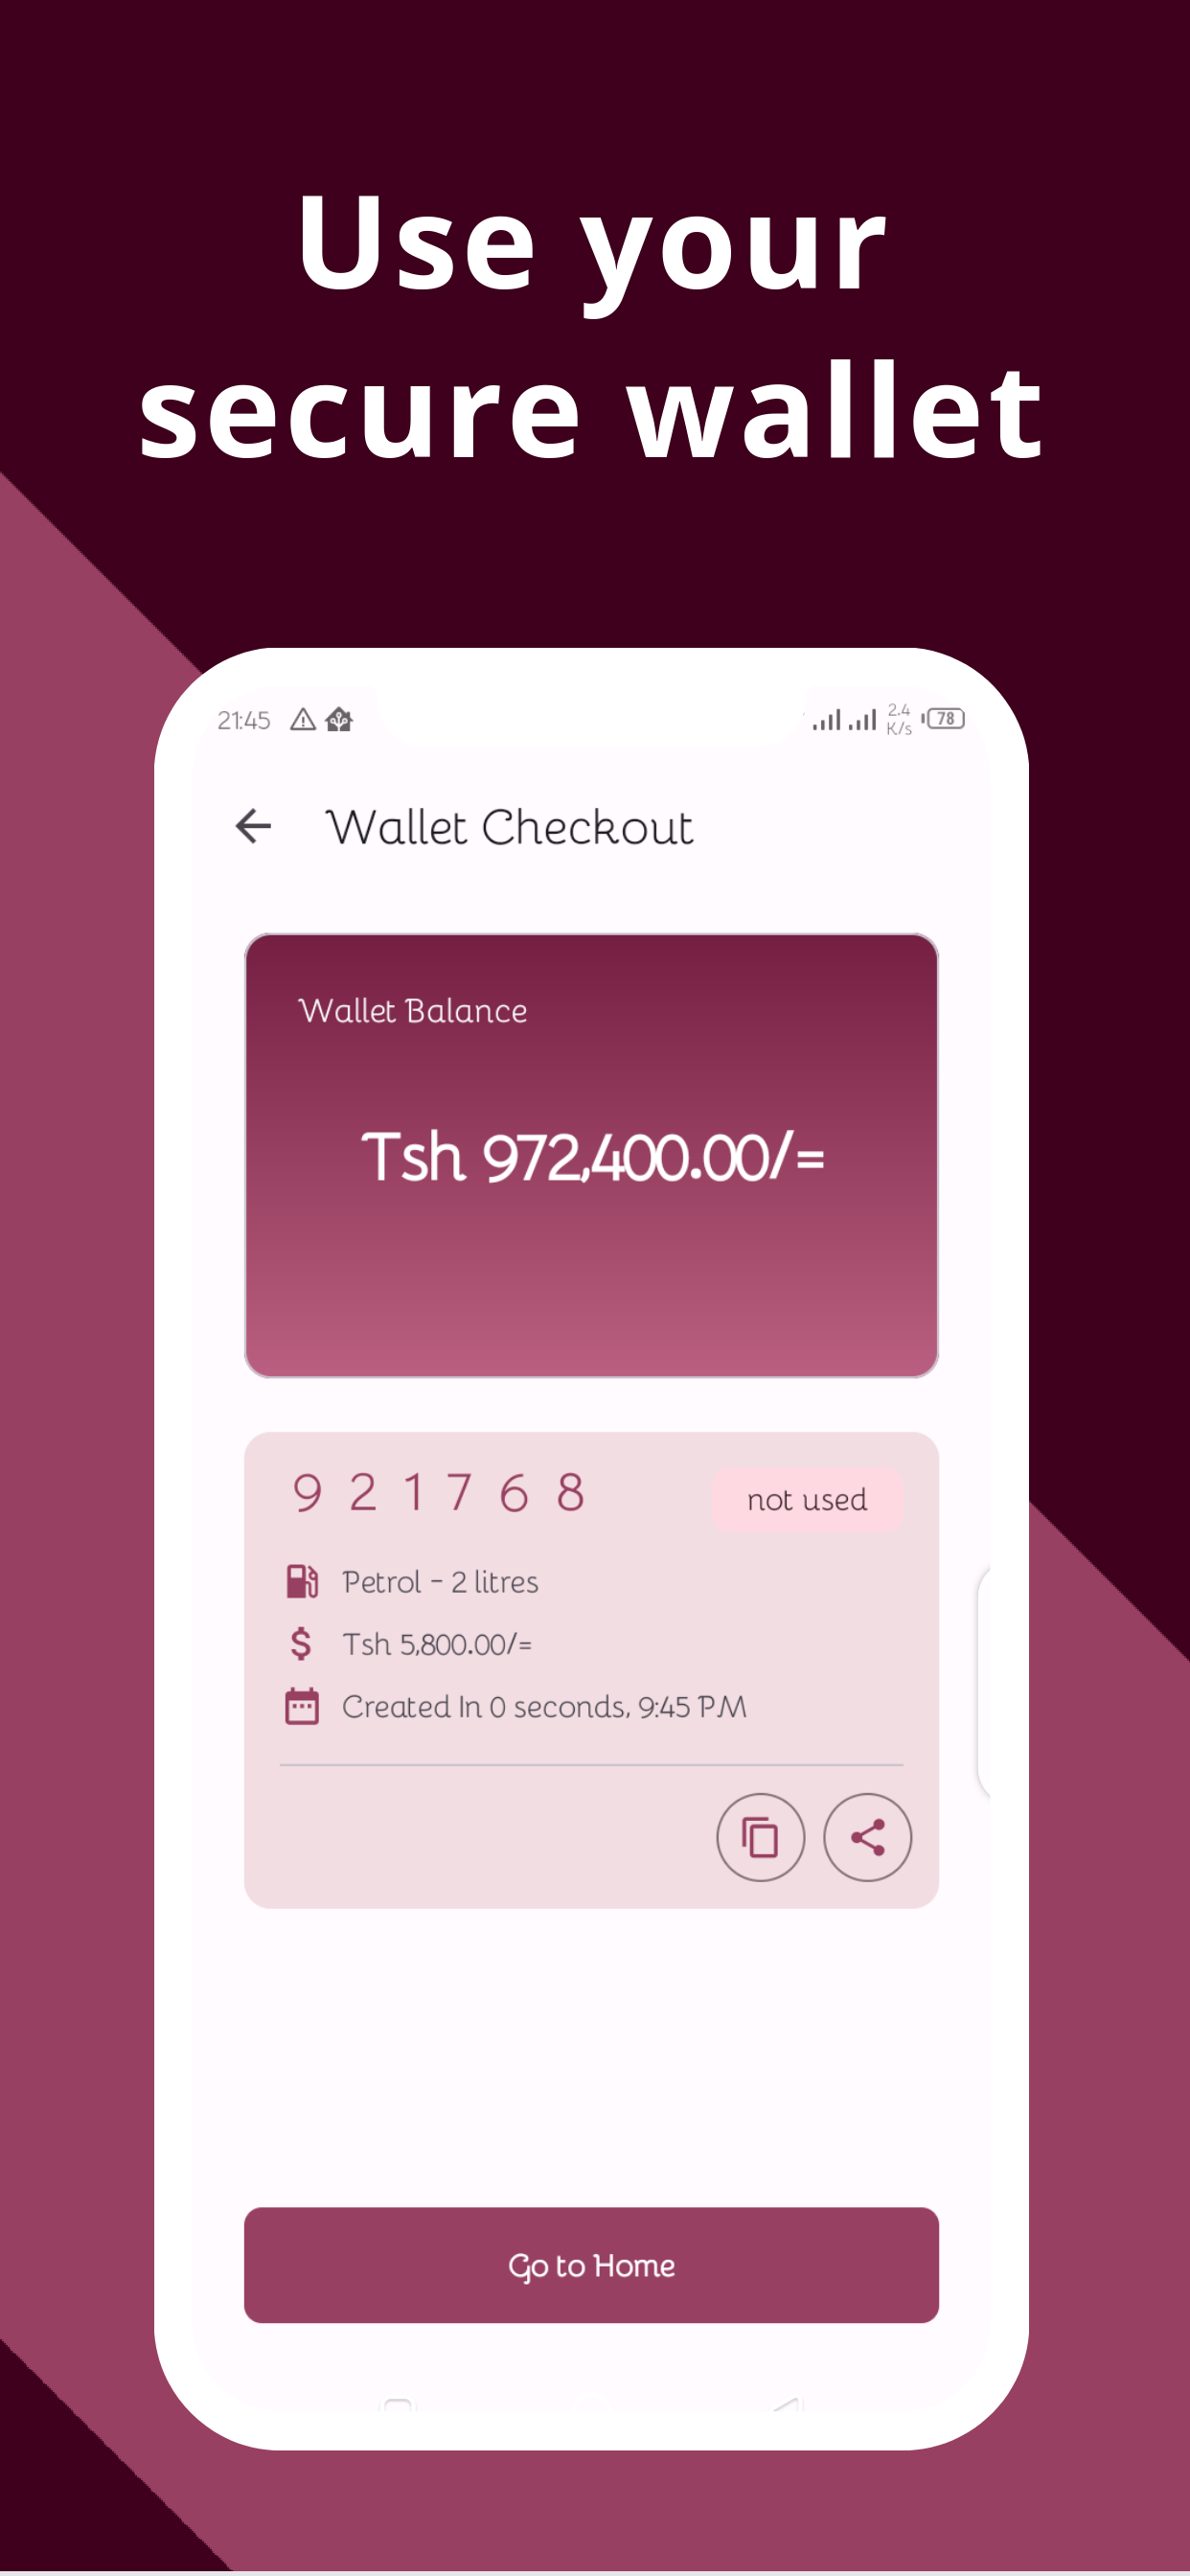 Use your
secure wallet
21:45
2.4
K/s
78
Wallet Checkout
Wallet Balance
Tsh 972,400.00/=
9 2 1 7 6 8
not used
Petrol - 2 litres
Tsh 5,800.00/=
Created In 0 seconds, 9:45 PM
Go to Home